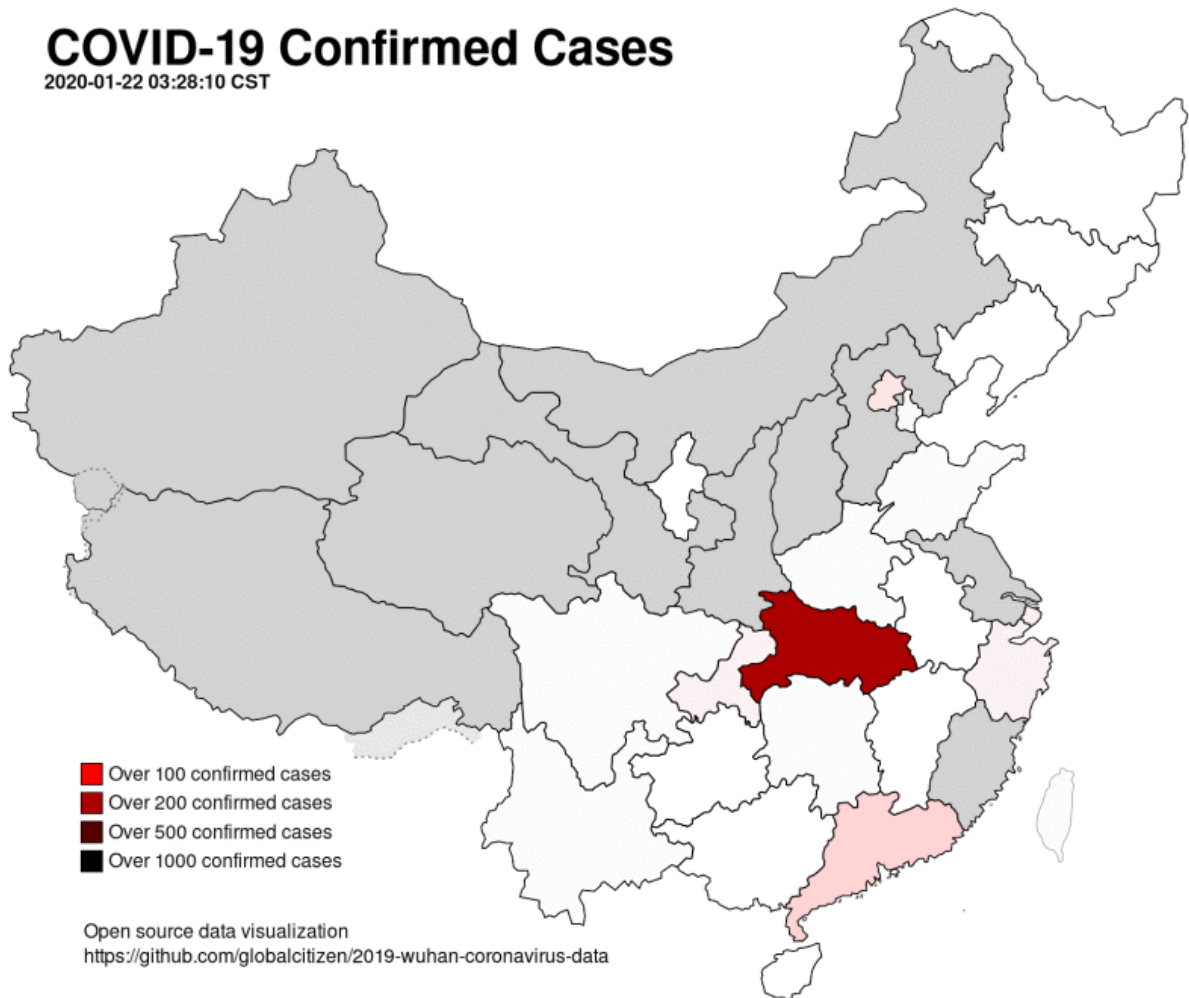 COVID-19 Confirmed Cases
2020-01-22 03:28:10 CST
Over 100 confirmed cases
Over 200 confirmed cases
Over 500 confirmed cases
Over 1000 confirmed cases
Open source data visualization
https://github.com/globalcitizen/2019-wuhan-coronavirus-data